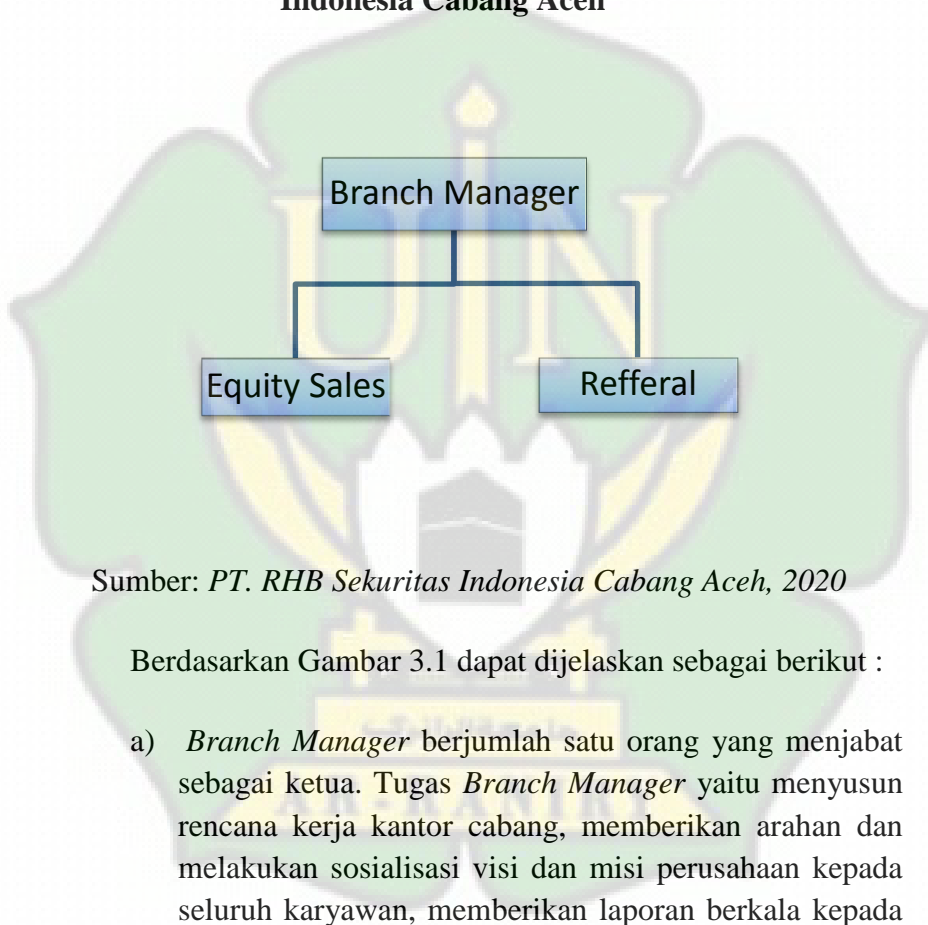 Indonesia Cabang Aceh
Branch Manager
Equity Sales
Refferal
Sumber: PT. RHB Sekuritas Indonesia Cabang Aceh, 2020
Berdasarkan Gambar 3.1 dapat dijelaskan sebagai berikut :
a) Branch Manager berjumlah satu orang yang menjabat
sebagai ketua. Tugas Branch Manager yaitu menyusun
rencana kerja kantor cabang, memberikan arahan dan
melakukan sosialisasi visi dan misi perusahaan kepada
seluruh karyawan, memberikan laporan berkala kepada
UIN
AR-RANIRY